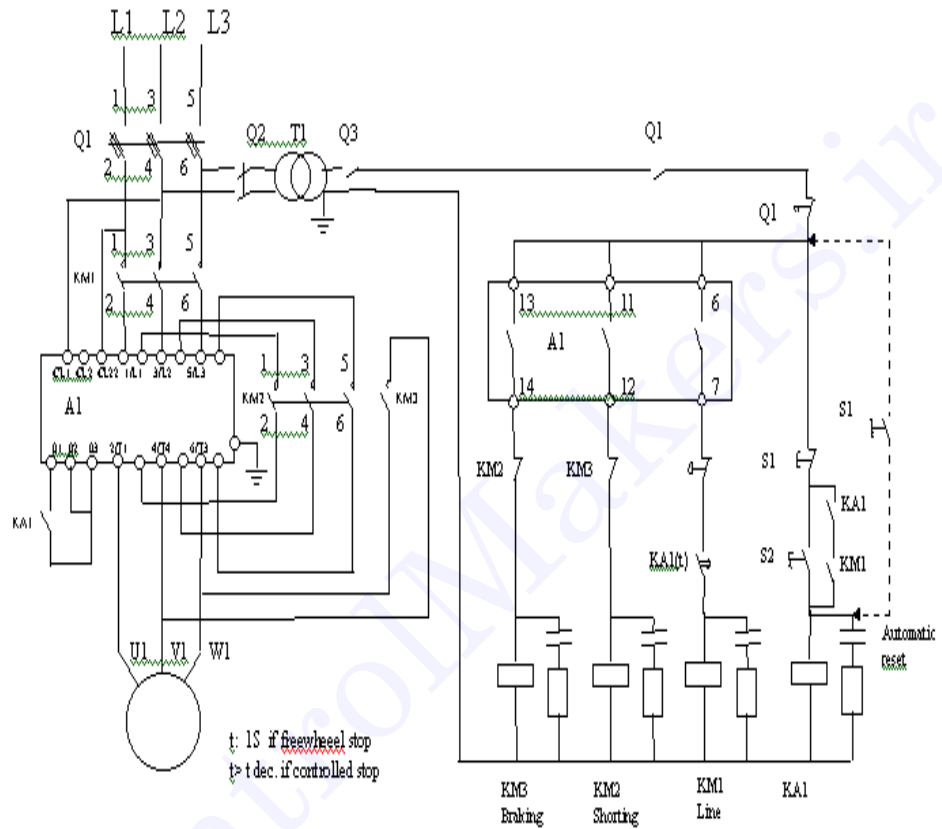 L1 L2 L3
1 3 5
Q1
2 4 6
Q2 T1 Q3 Q1
Q1
1 3 5
KM1
2 4 6
CL1 CL2 CL22 1/L1 3/L2 5/L3
A1
2/T1 4/T4 6/T3
KA1
1 3 5
KM2 KM3
2 4 6
13 11 6
A1
14 12 7
S1
KM2 KM3 S1
KA1
KA1(t) S2 KM1
Automatic
reset
U1 V1 W1
t: 1S if freewheeel stop
t> t dec. if controlled stop
KM3 KM2 KM1 KA1
Braking Shorting Line
ntrolMakers.ir